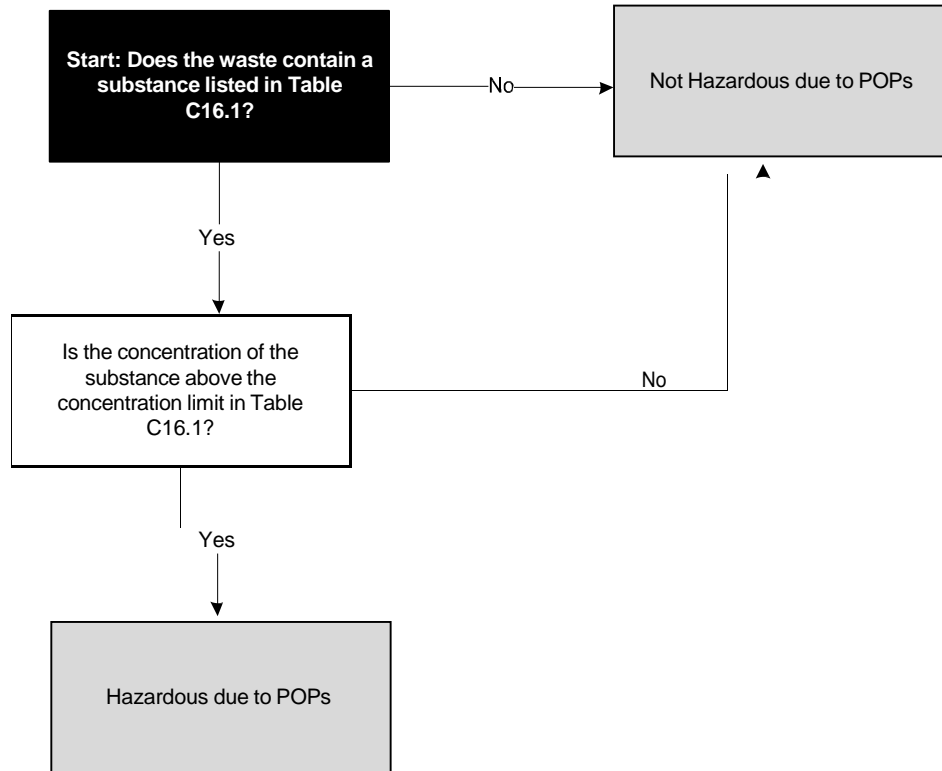 Start: Does the waste contain a
substance listed in Table
C16.1?
No
Not Hazardous due to POPs
Yes
Is the concentration of the
substance above the
concentration limit in Table
C16.1?
No
Yes
Hazardous due to POPs